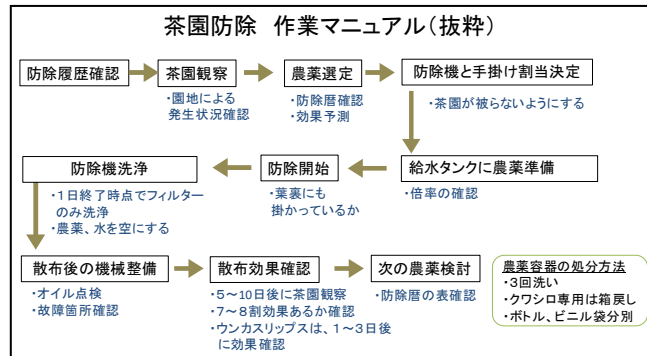 茶園防除 作業マニュアル(抜粋)
防除履歴確認
茶園観察
・園地による
発生状況確認
農薬選定
・防除暦確認
・効果予測
防除機と手掛け割当決定
・茶園が被らないようにする
給水タンクに農薬準備
・倍率の確認
防除開始
・葉裏にも
掛かっているか
防除機洗浄
・1日終了時点でフィルター
のみ洗浄
・農薬、水を空にする
散布後の機械整備
・オイル点検
・故障箇所確認
散布効果確認
・5~10日後に茶園観察
・7~8割効果あるか確認
・ウンカスリップスは、1~3日後
に効果確認
次の農薬検討
・防除暦の表確認
農薬容器の処分方法
・3回洗い
・クワシロ専用は箱戻し
・ボトル、ビニル袋分別